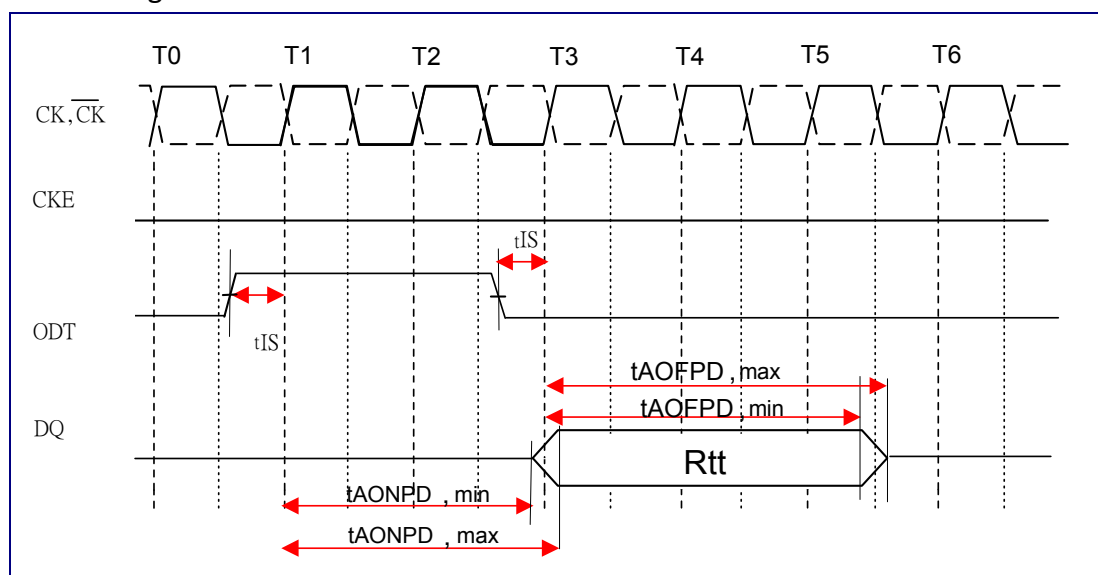 T0 T1 T2 T3 T4 T5 T6
CK, CK
CKE
tIS
ODT
tIS
tAOFPD , max
tAOFPD , min
DQ
Rtt
tAONPD , min
tAONPD , max